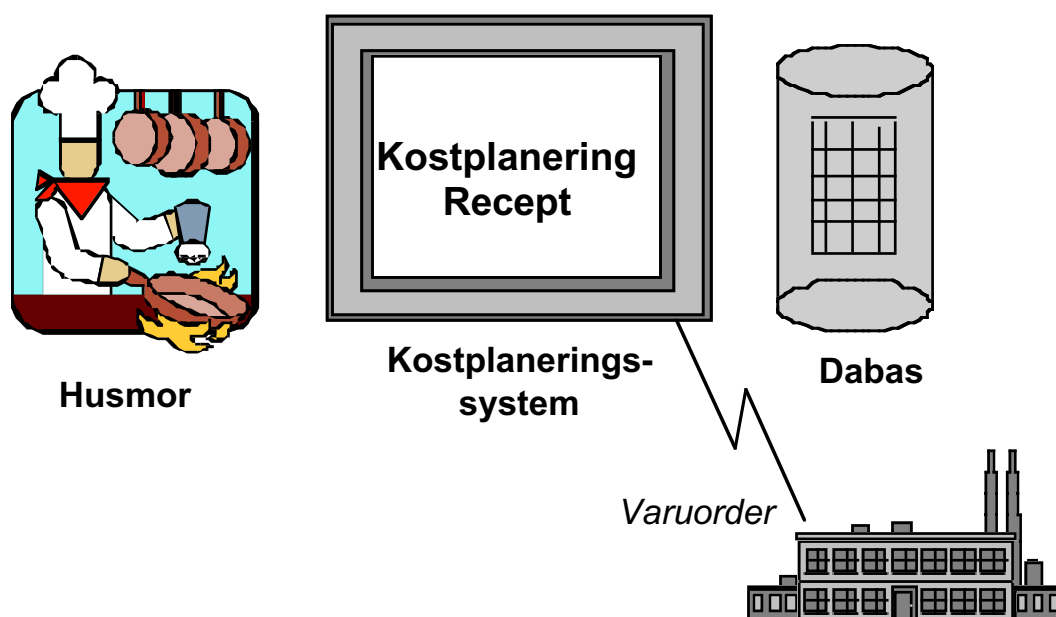 Kostplanering
Recept
Husmor
Kostplanerings-
system
Dabas
Varuorder